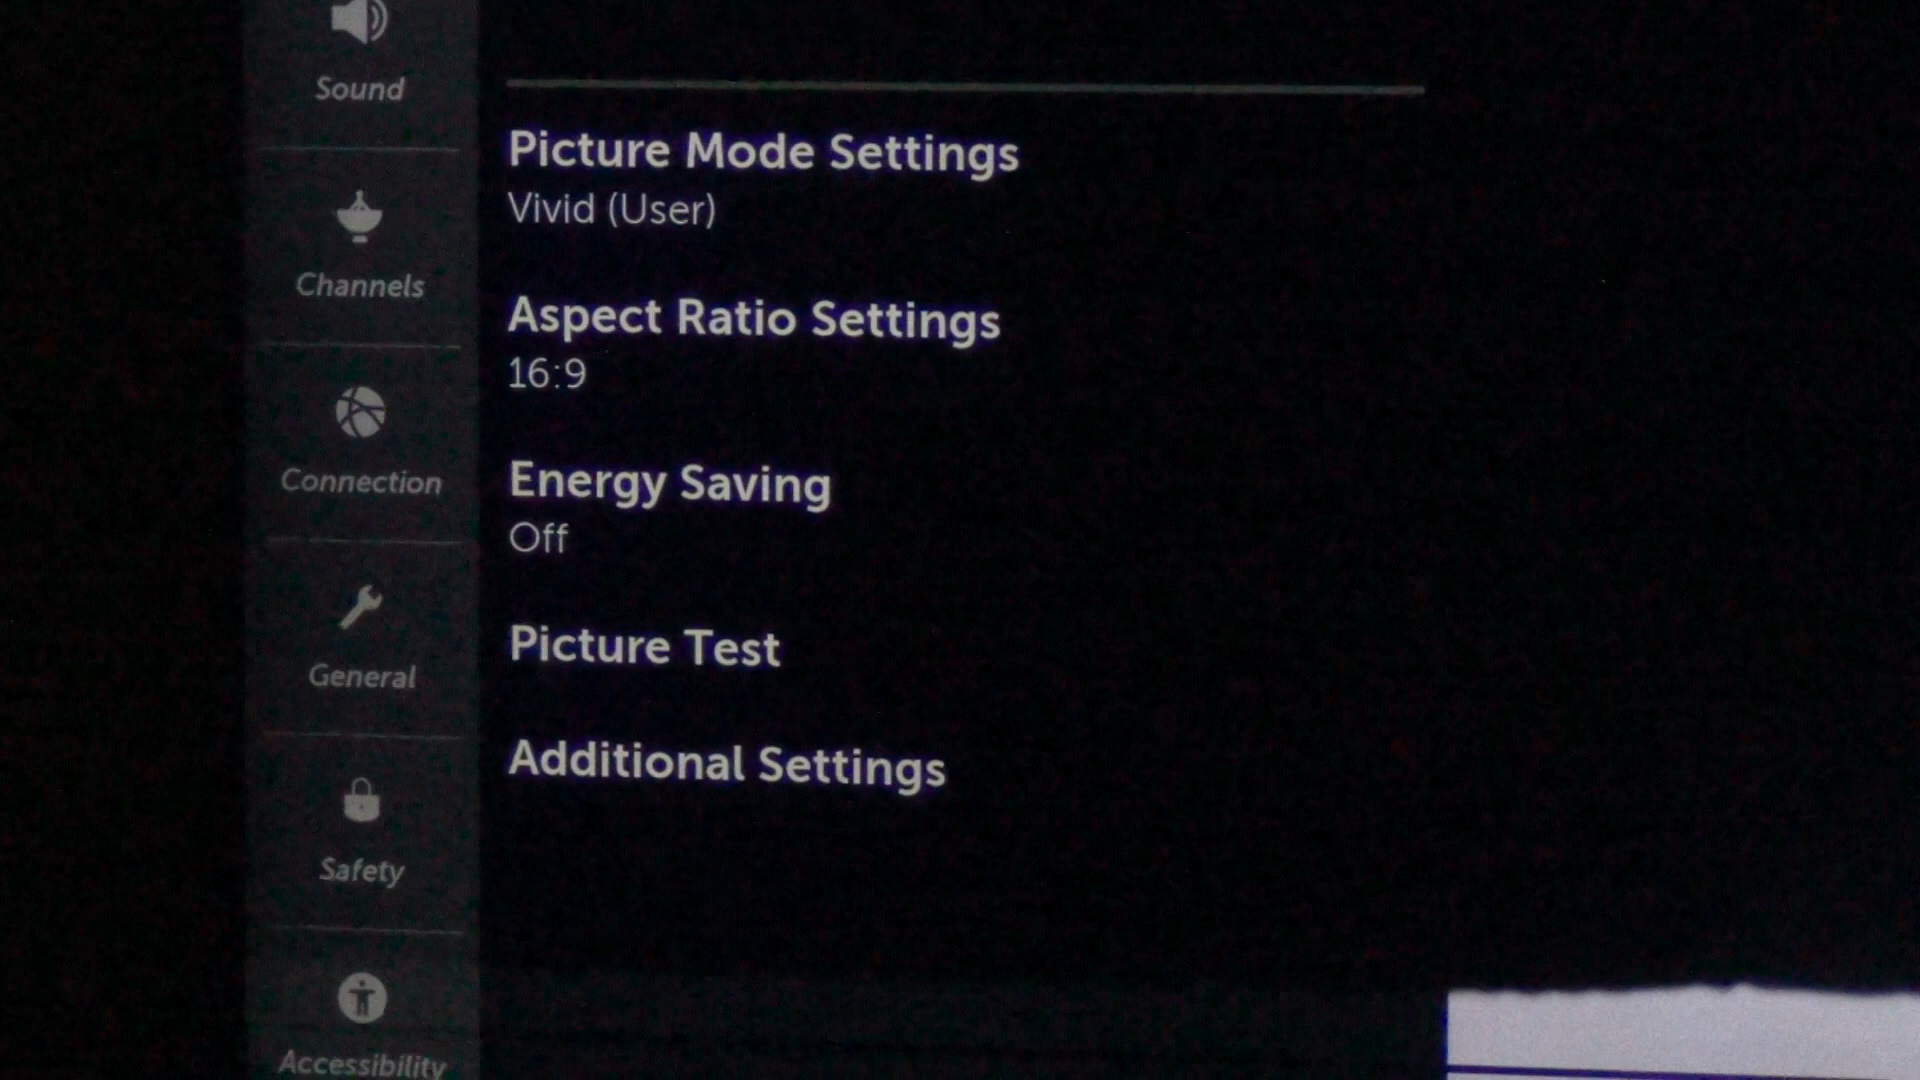 Sound
Channels
Connection
General
Safety
Accessibility
Picture Mode Settings
Vivid (User)
Aspect Ratio Settings
16:9
Energy Saving
Off
Picture Test
Additional Settings